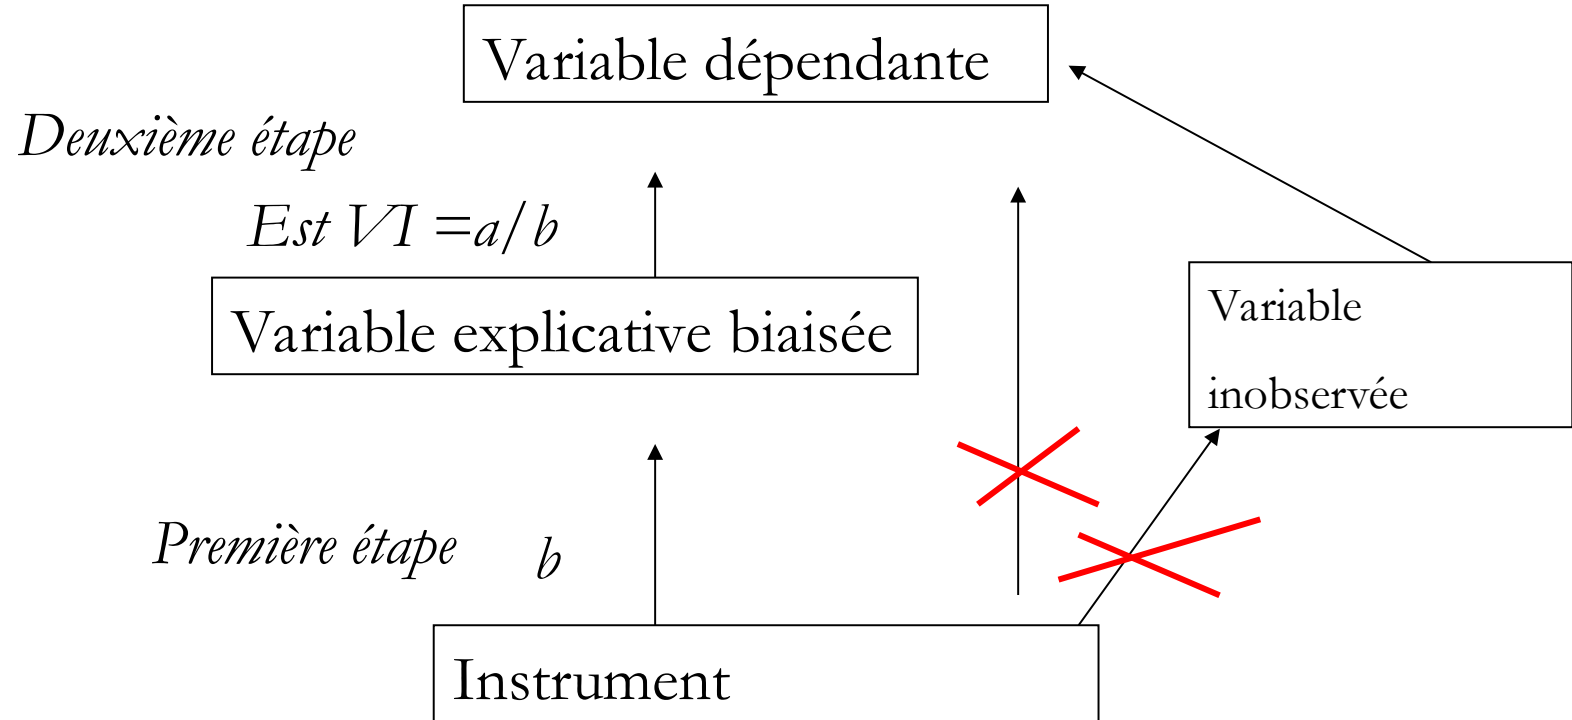 Variable dépendante
Deuxième étape
Est VI =a/b
Variable explicative biaisée
Variable
inobservée
Première étape
b
Instrument